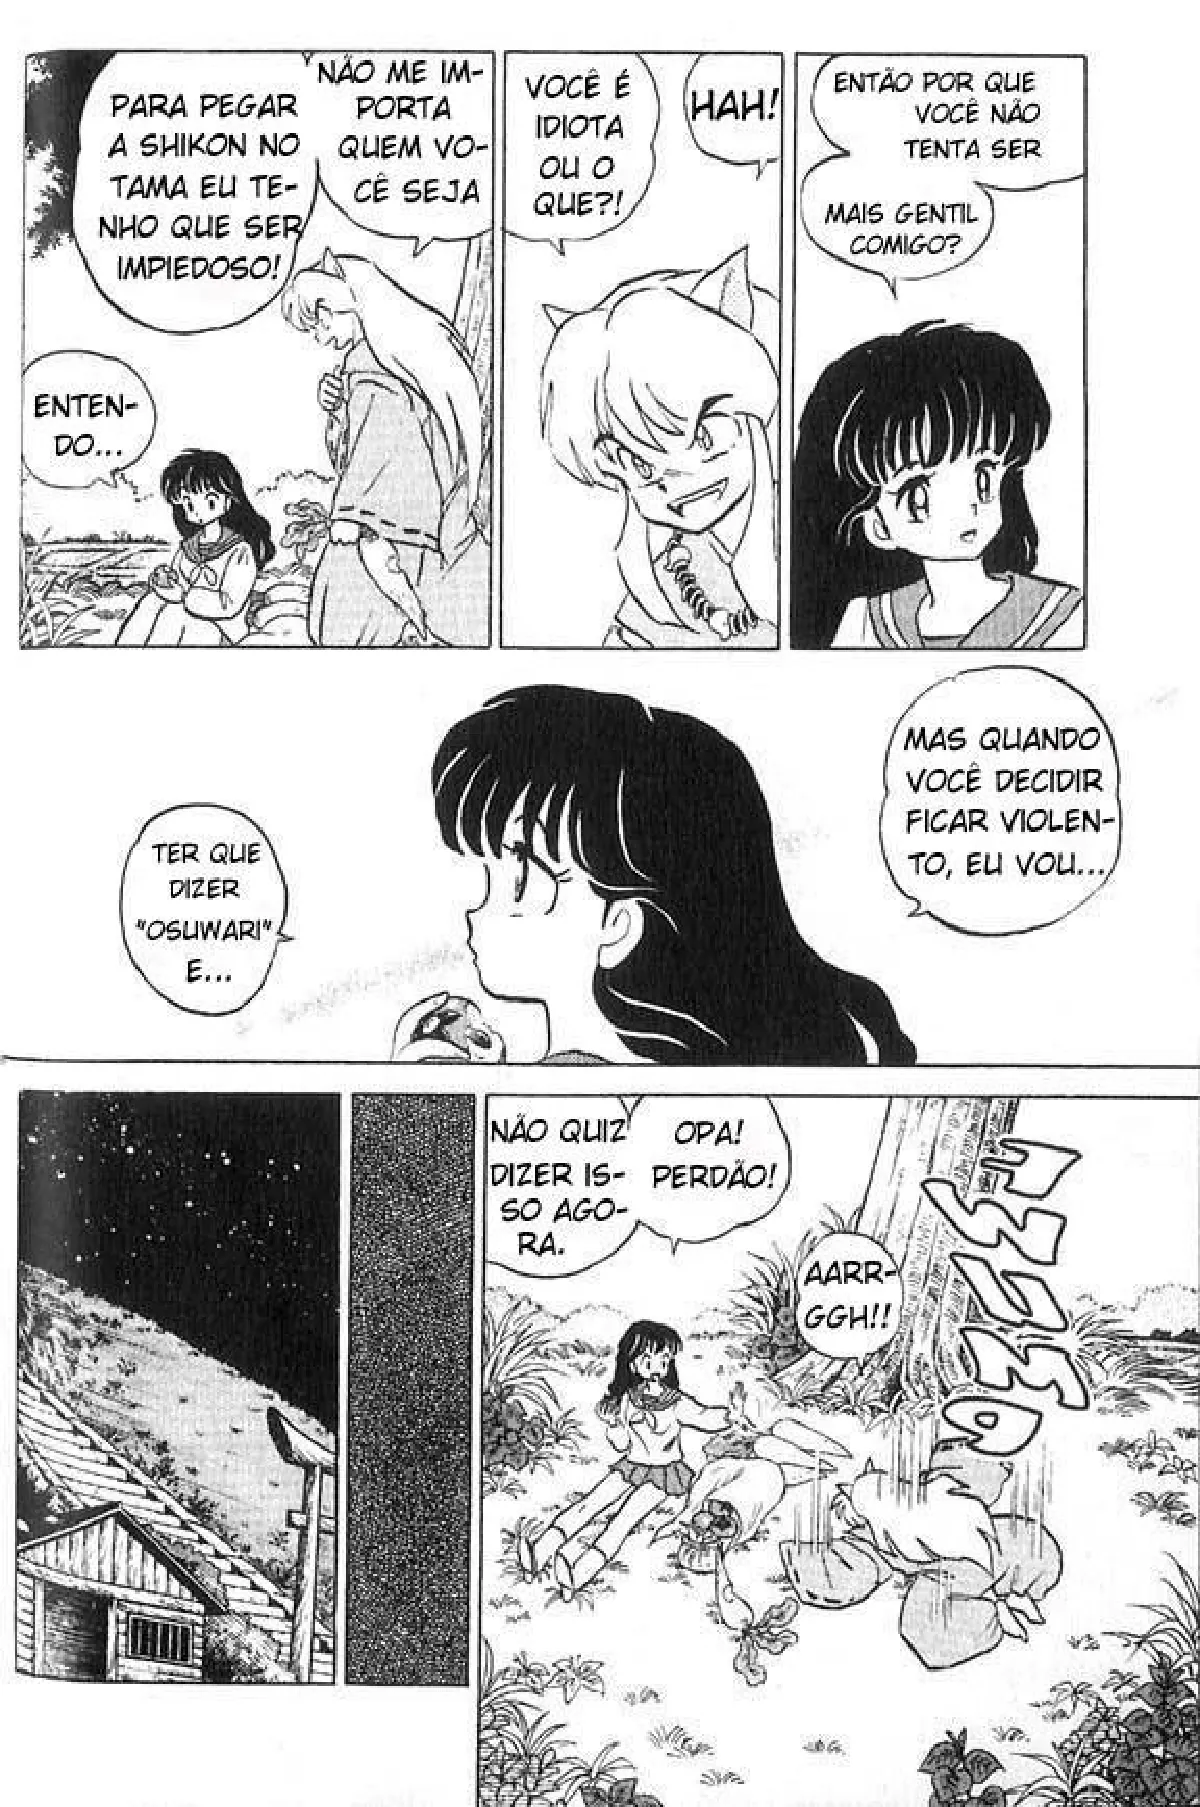 ENTÃO POR QUE
VOCÊ NÃO
TENTA SER
MAIS GENTIL
COMIGO?
HAH!
VOCÊ É
IDIOTA
OU O
QUE?!
NÃO ME IM-
PORTA
QUEM VO-
CÊ SEJA
PARA PEGAR
A SHIKON NO
TAMA EU TE-
NHO QUE SER
IMPIEDOSO!
ENTEN-
DO...
MAS QUANDO
VOCÊ DECIDIR
FICAR VIOLEN-
TO, EU VOU...
TER QUE
DIZER
"OSUWARI"
E...
AARR-
GGH!!
OPA!
PERDÃO!
NÃO QUIZ
DIZER IS-
SO AGO-
RA.